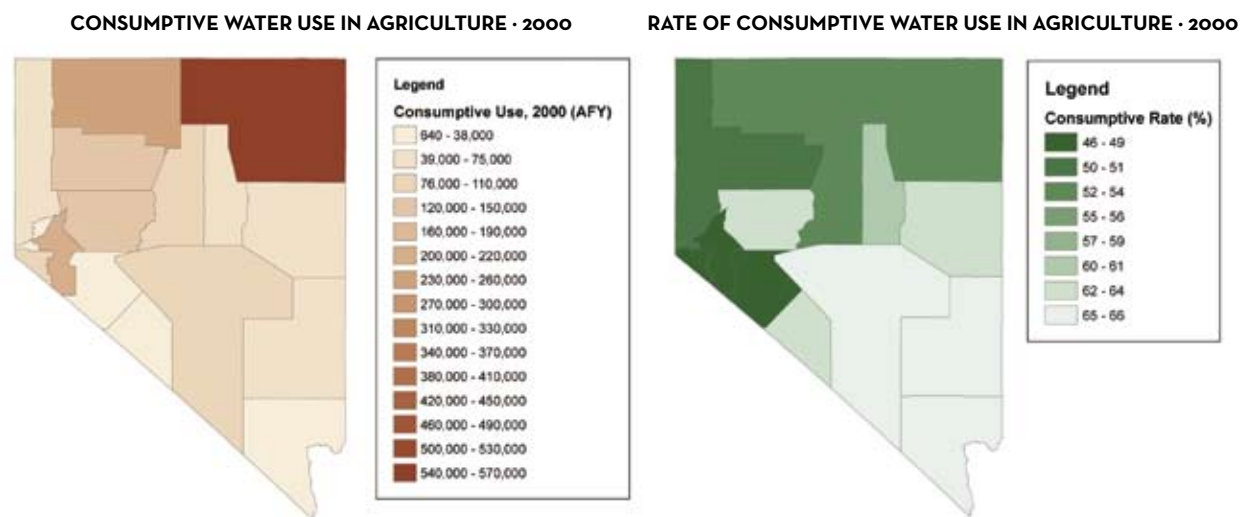 CONSUMPTIVE WATER USE IN AGRICULTURE · 2000
Legend
Consumptive Use, 2000 (AFY)
640 - 38,000
39,000 - 75,000
76,000 - 110,000
120,000 - 150,000
160,000 - 190,000
200,000 - 220,000
230,000 - 260,000
270,000 - 300,000
310,000 - 330,000
340,000 - 370,000
380,000 - 410,000
420,000 - 450,000
460,000 - 490,000
500,000 - 530,000
540,000 - 570,000
RATE OF CONSUMPTIVE WATER USE IN AGRICULTURE · 2000
Legend
Consumptive Rate (%)
46 - 49
50 - 51
52 - 54
55 - 56
57 - 59
60 - 61
62 - 64
65 - 66